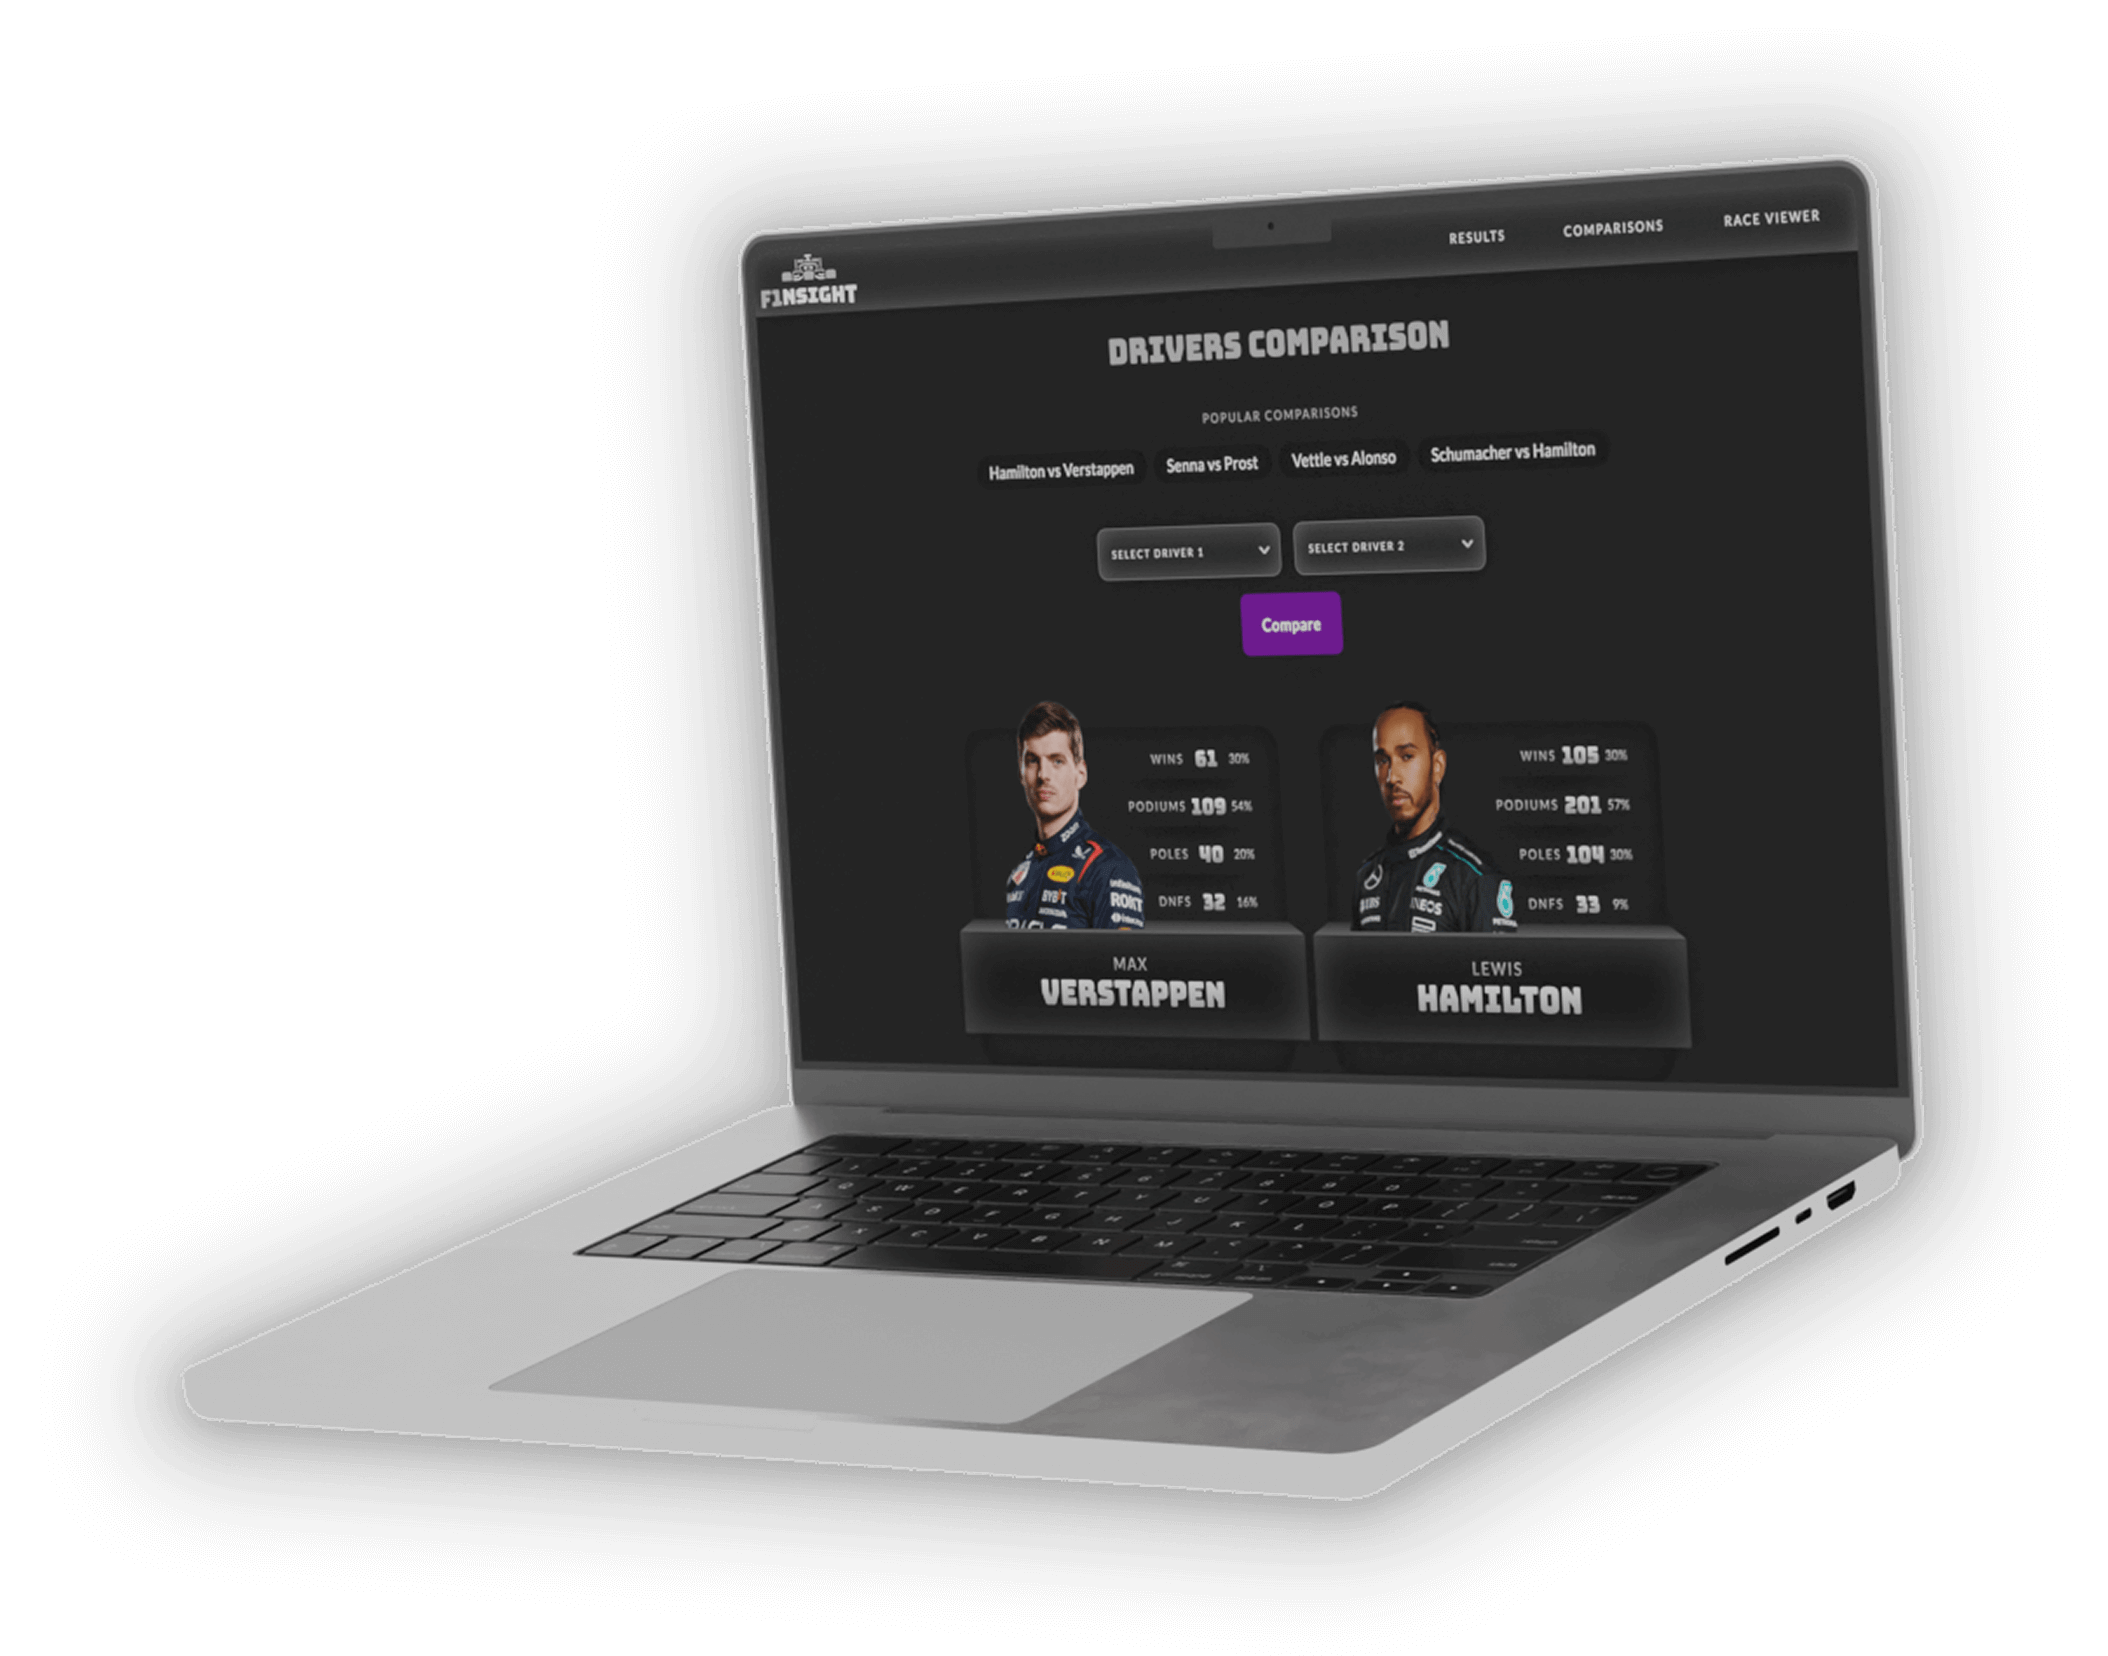 RESULTS COMPARISONS RACE VIEWER
F1NSIGHT
DRIVERS COMPARISON
POPULAR COMPARISONS
Hamilton vs Verstappen Senna vs Prost Vettle vs Alonso Schumacher vs Hamilton
SELECT DRIVER 1 SELECT DRIVER 2
Compare
WINS 61 30%
PODIUMS 109 54%
POLES 40 20%
DNFS 32 16%
BYBIT
MAX
VERSTAPPEN
WINS 105 30%
PODIUMS 201 57%
POLES 104 30%
DNFS 33 9%
INEOS
LEWIS
HAMILTON
Q W E R T Y U I O P
A S D F G H J K L
Z X C V B N M